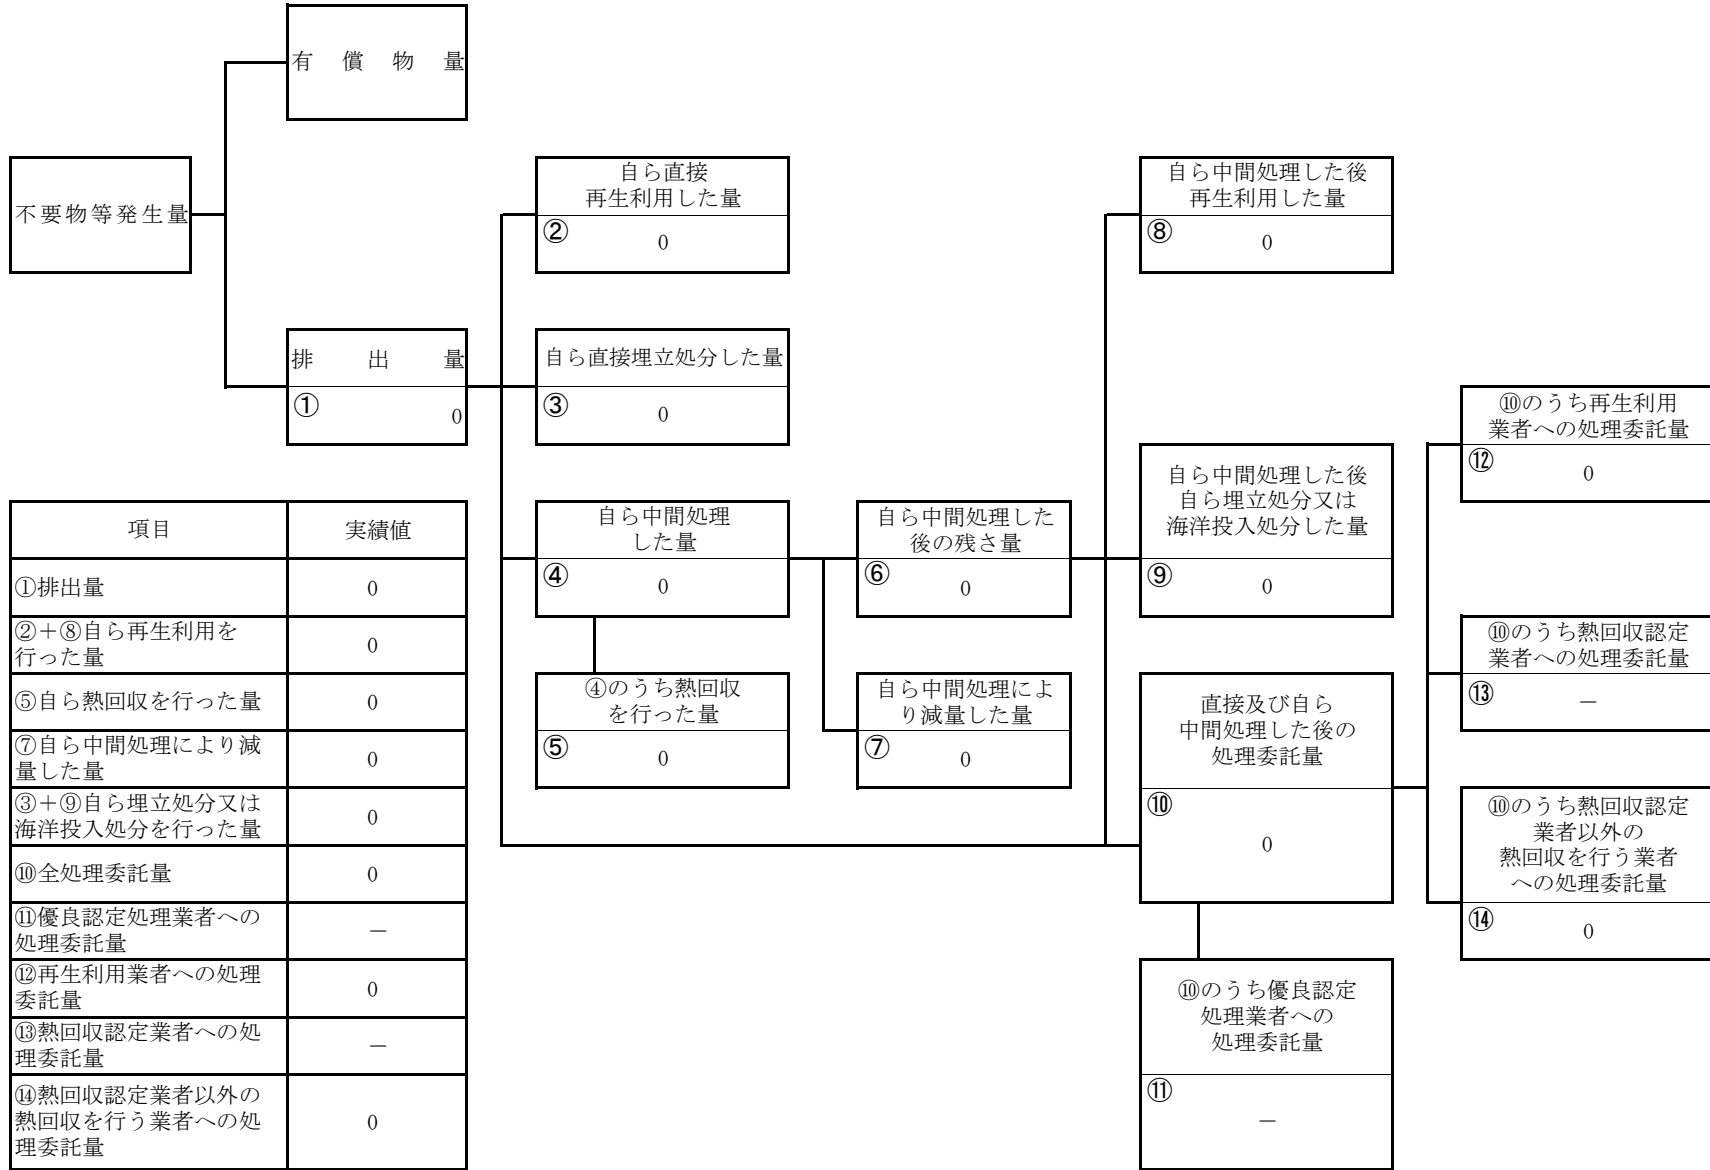 有償物量
不要物等発生量
自ら直接
再生利用した量
②
0
自ら中間処理した後
再生利用した量
⑧
0
排出量
①
0
自ら直接埋立処分した量
③
0
⑩のうち再生利用
業者への処理委託量
⑫
0
自ら中間処理した後
自ら埋立処分又は
海洋投入処分した量
⑨
0
自ら中間処理
した量
④
0
自ら中間処理した
後の残さ量
⑥
0
⑩のうち熱回収認定
業者への処理委託量
⑬
－
④のうち熱回収
を行った量
⑤
0
自ら中間処理によ
り減量した量
⑦
0
直接及び自ら
中間処理した後の
処理委託量
⑩
0
⑩のうち熱回収認定
業者以外の
熱回収を行う業者
への処理委託量
⑭
0
⑩のうち優良認定
処理業者への
処理委託量
⑪
－
項目 実績値
①排出量 0
②＋⑧自ら再生利用を
行った量 0
⑤自ら熱回収を行った量 0
⑦自ら中間処理により減
量した量 0
③＋⑨自ら埋立処分又は
海洋投入処分を行った量 0
⑩全処理委託量 0
⑪優良認定処理業者への
処理委託量 －
⑫再生利用業者への処理
委託量 0
⑬熱回収認定業者への処
理委託量 －
⑭熱回収認定業者以外の
熱回収を行う業者への処 0
理委託量